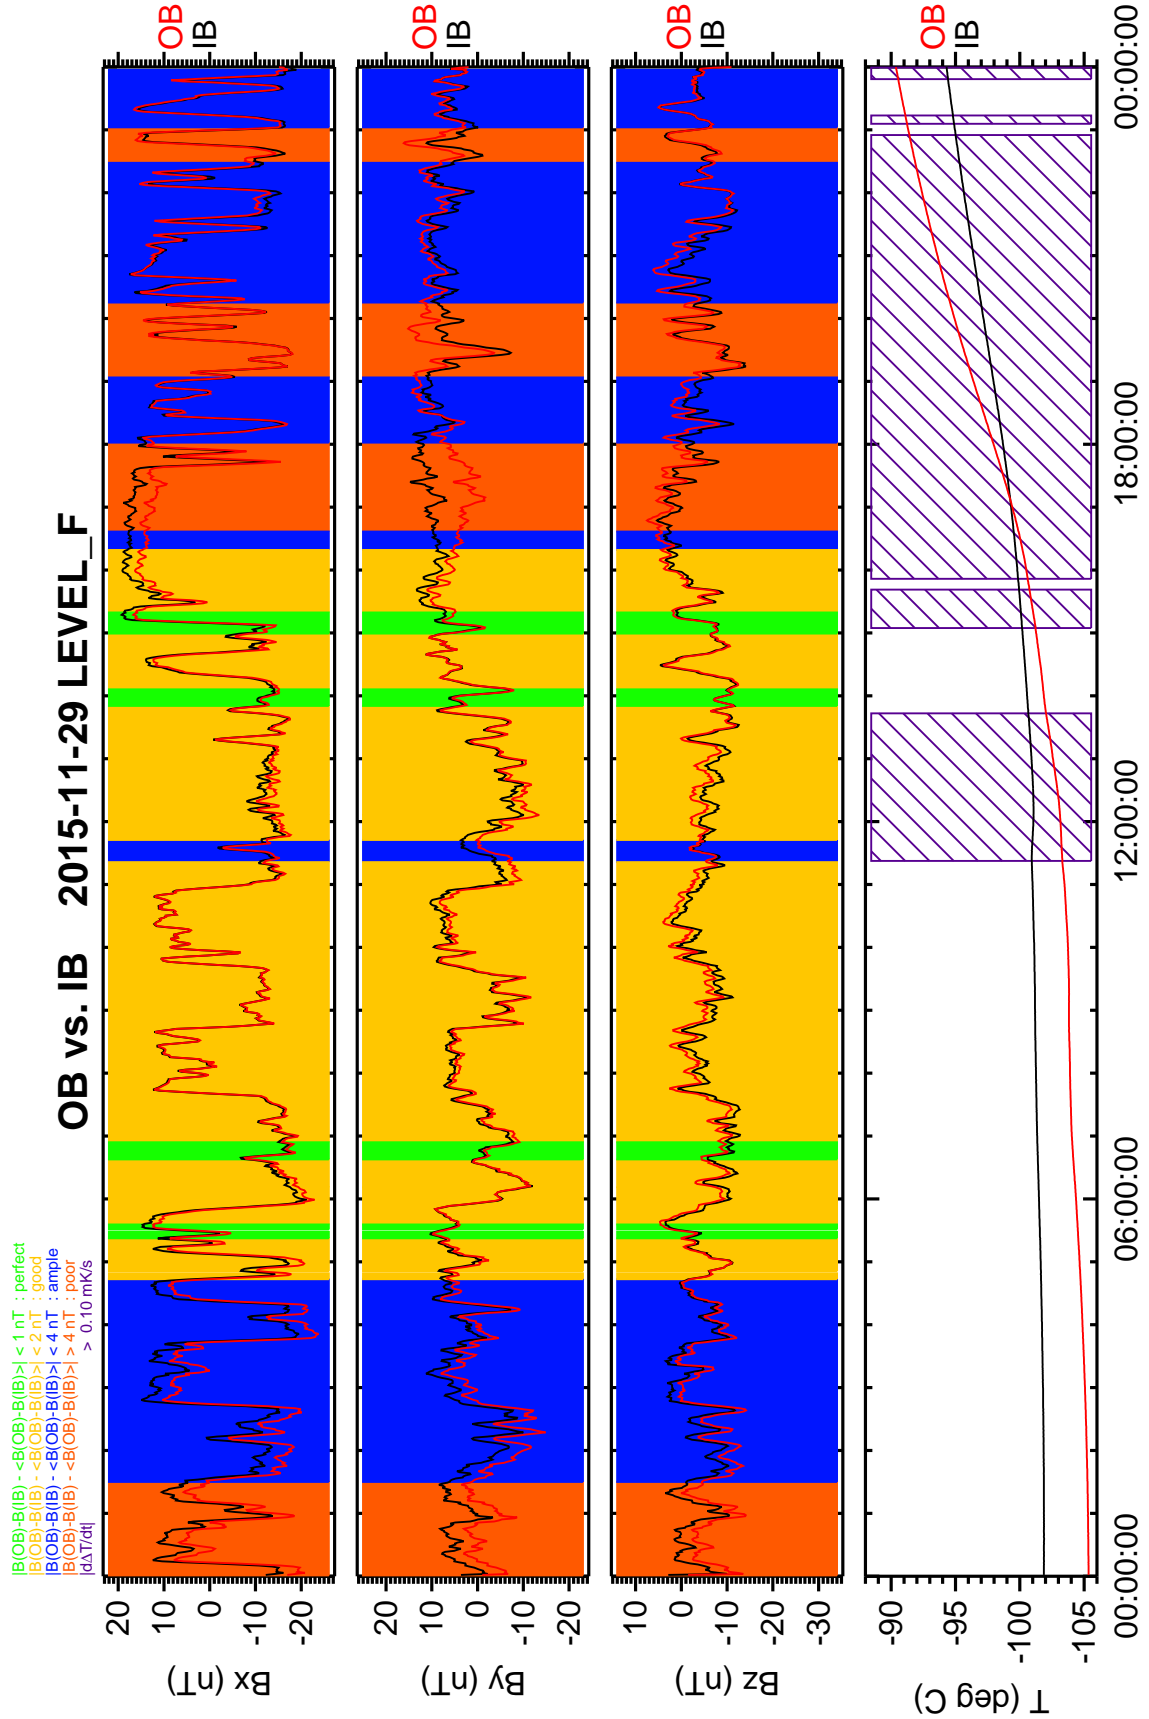 OB vs. IB 2015-11-29 LEVEL_F
|B(OB)-B(IB) - <B(OB)-B(IB)>| < 1 nT : perfect
|B(OB)-B(IB) - <B(OB)-B(IB)>| < 2 nT : good
|B(OB)-B(IB) - <B(OB)-B(IB)>| < 4 nT : ample
|B(OB)-B(IB) - <B(OB)-B(IB)>| > 4 nT : poor
|dΔT/dt| > 0.10 mK/s
Bx (nT)
20
10
0
-10
-20
OB
IB
By (nT)
20
10
0
-10
-20
OB
IB
Bz (nT)
10
0
-10
-20
-30
OB
IB
T (deg C)
-90
-95
-100
-105
OB
IB
00:00:00 06:00:00 12:00:00 18:00:00 00:00:00